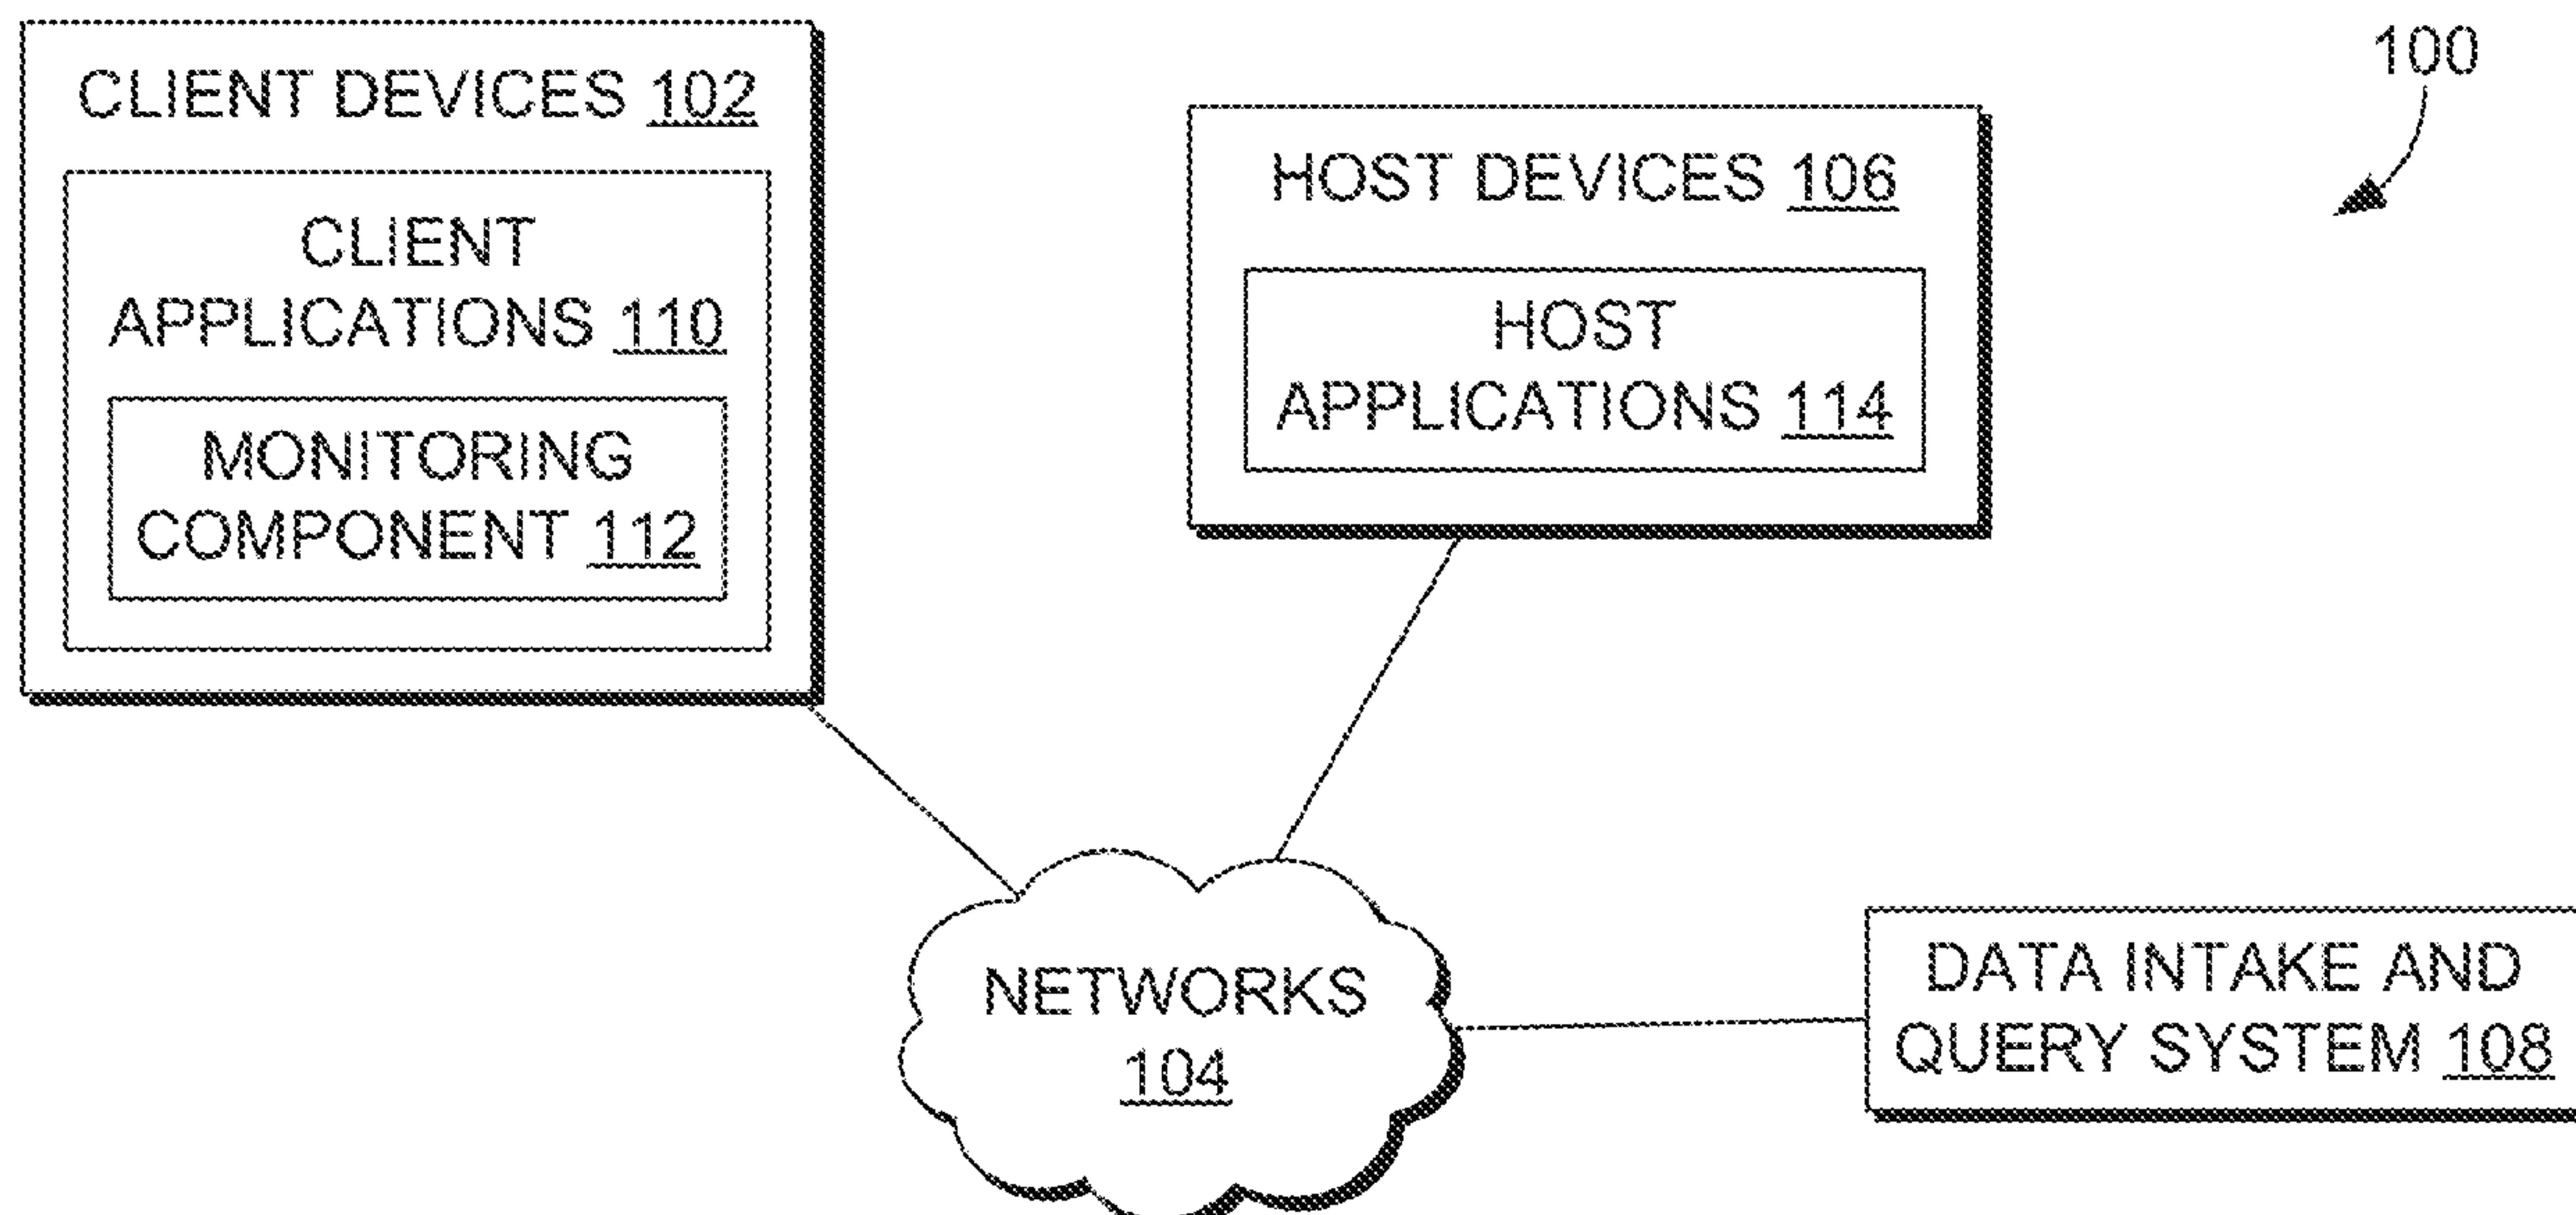 100
CLIENT DEVICES 102
CLIENT
APPLICATIONS 110
MONITORING
COMPONENT 112
HOST DEVICES 106
HOST
APPLICATIONS 114
NETWORKS
104
DATA INTAKE AND
QUERY SYSTEM 108